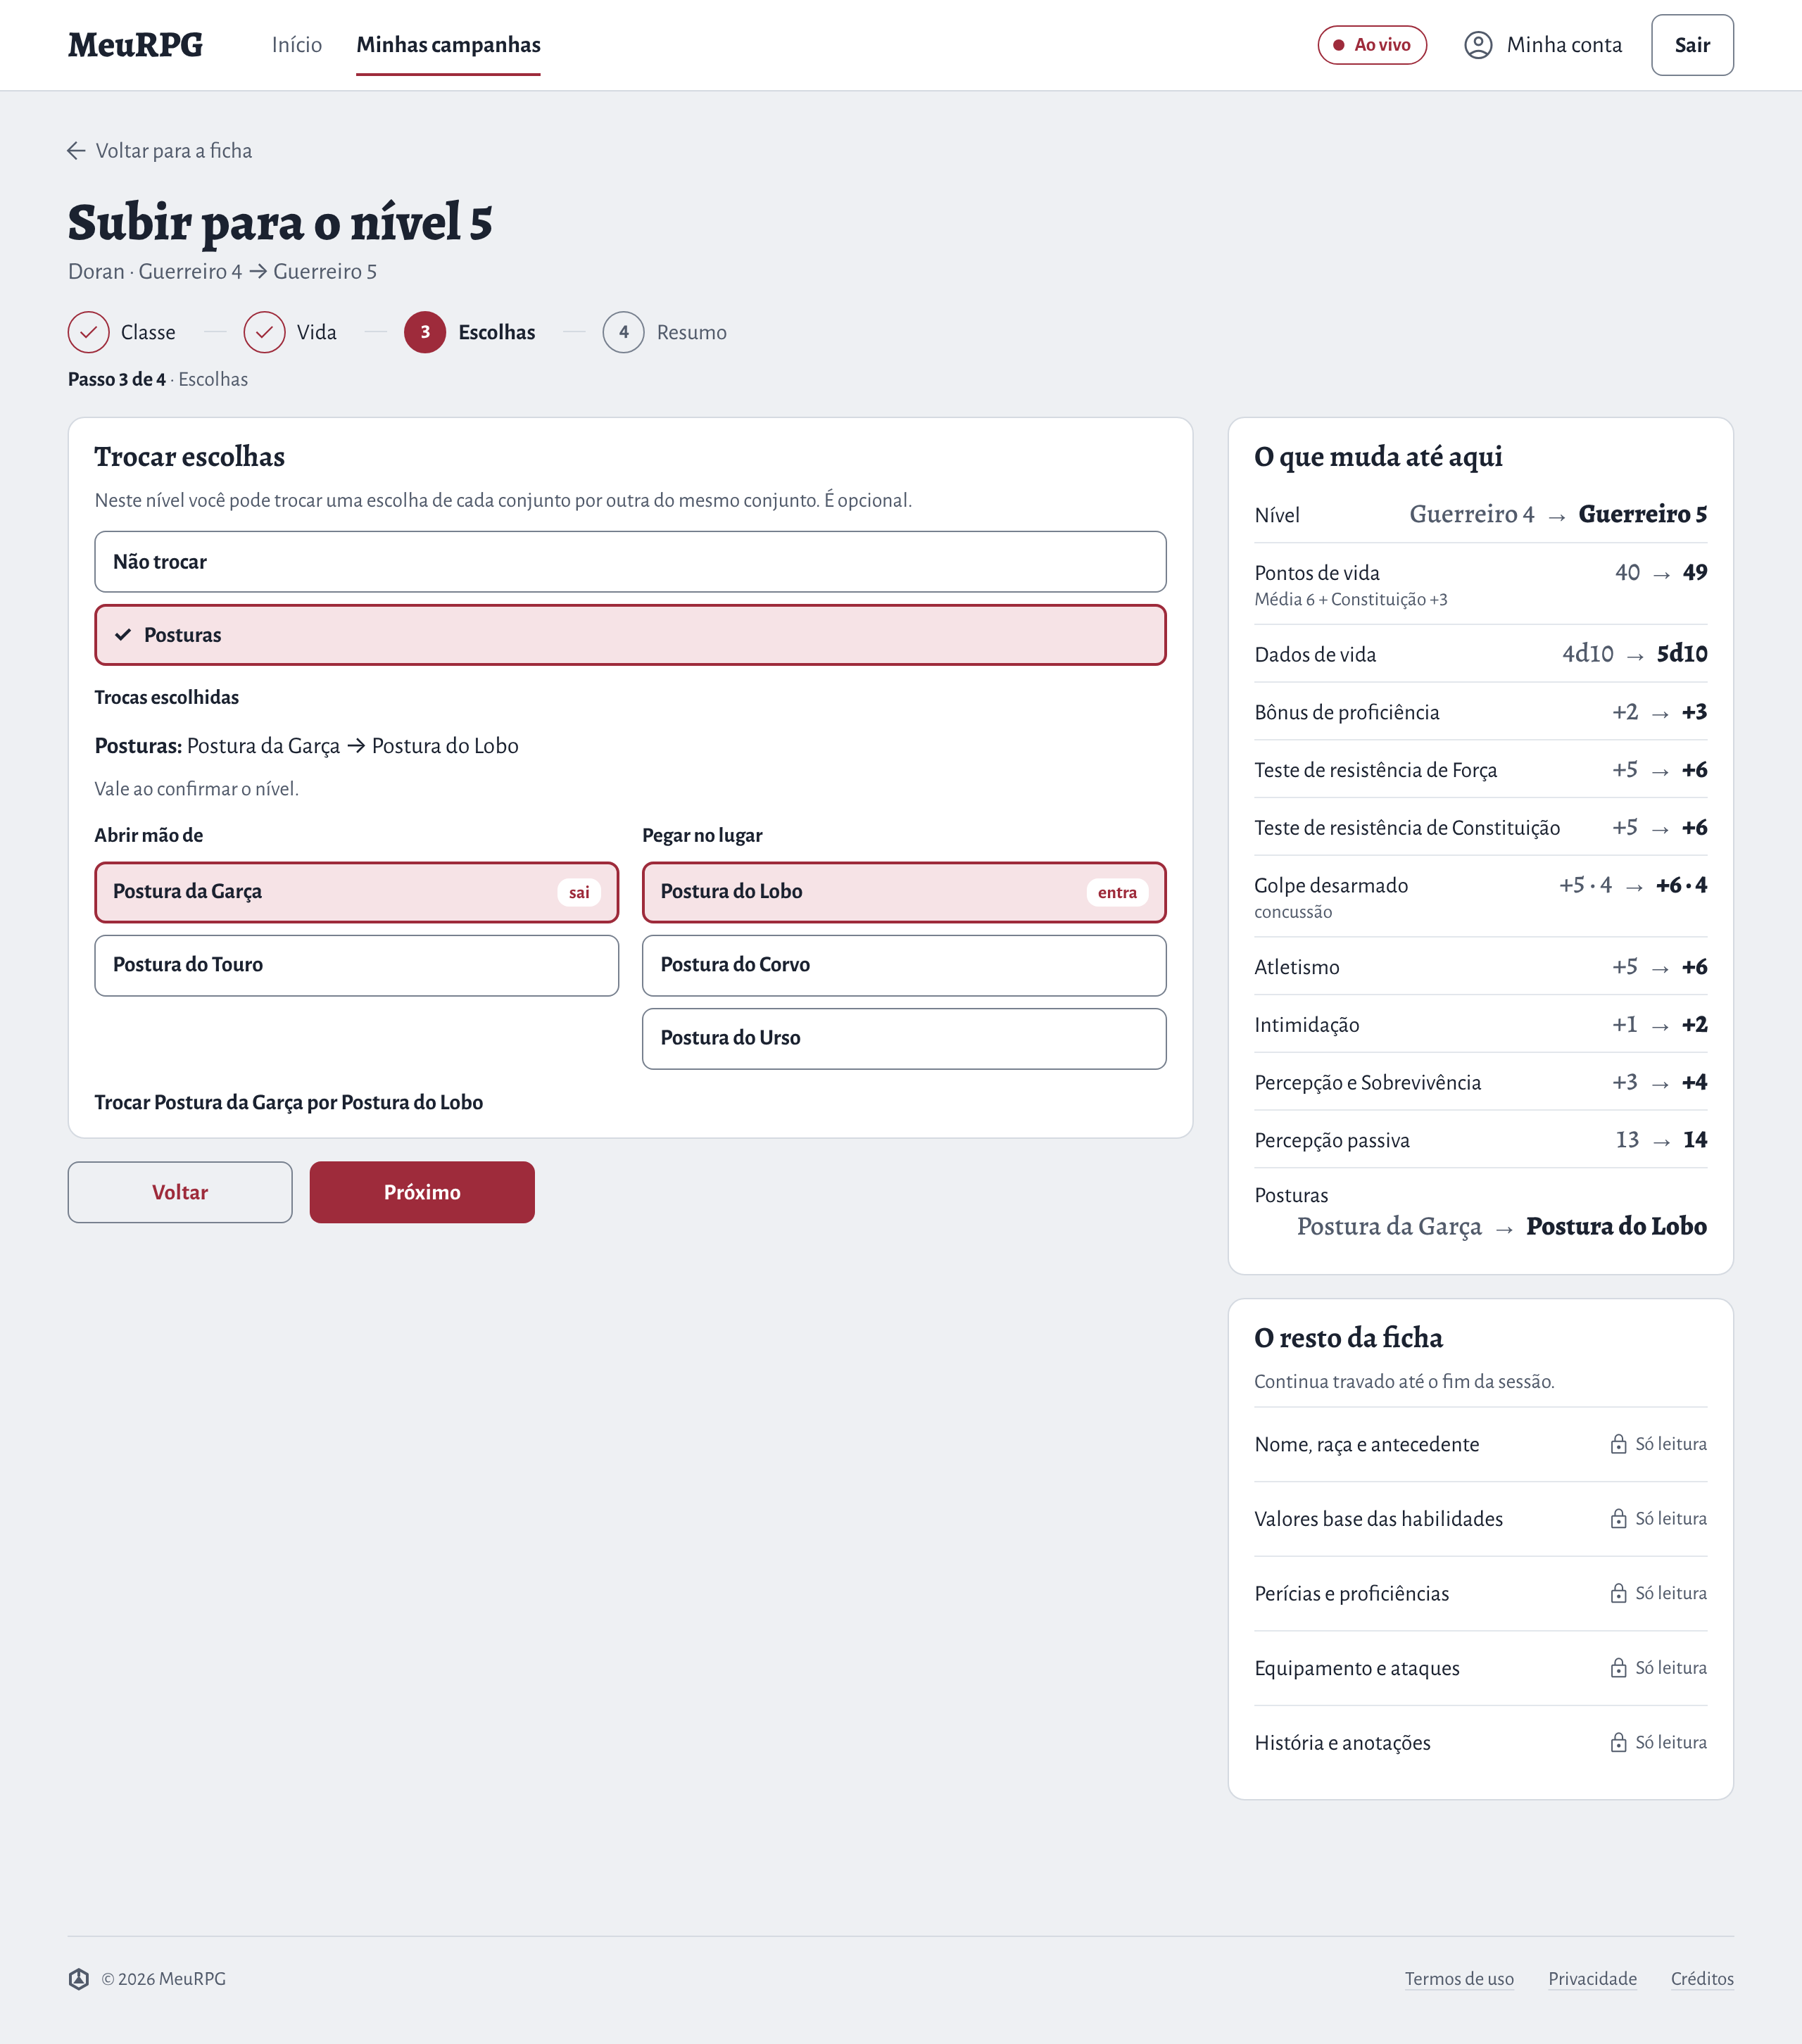 MeuRPG
Início
Minhas campanhas
Ao vivo
Minha conta
Sair
← Voltar para a ficha
Subir para o nível 5
Doran · Guerreiro 4 → Guerreiro 5
Classe
Vida
3 Escolhas
4 Resumo
Passo 3 de 4 · Escolhas
Trocar escolhas
Neste nível você pode trocar uma escolha de cada conjunto por outra do mesmo conjunto. É opcional.
Não trocar
Posturas
Trocas escolhidas
Posturas: Postura da Garça → Postura do Lobo
Vale ao confirmar o nível.
Abrir mão de
Postura da Garça sai
Postura do Touro
Pegar no lugar
Postura do Lobo entra
Postura do Corvo
Postura do Urso
Trocar Postura da Garça por Postura do Lobo
Voltar
Próximo
O que muda até aqui
Nível Guerreiro 4 → Guerreiro 5
Pontos de vida 40 → 49
Média 6 + Constituição +3
Dados de vida 4d10 → 5d10
Bônus de proficiência +2 → +3
Teste de resistência de Força +5 → +6
Teste de resistência de Constituição +5 → +6
Golpe desarmado +5 · 4 → +6 · 4
concussão
Atletismo +5 → +6
Intimidação +1 → +2
Percepção e Sobrevivência +3 → +4
Percepção passiva 13 → 14
Posturas
Postura da Garça → Postura do Lobo
O resto da ficha
Continua travado até o fim da sessão.
Nome, raça e antecedente Só leitura
Valores base das habilidades Só leitura
Perícias e proficiências Só leitura
Equipamento e ataques Só leitura
História e anotações Só leitura
© 2026 MeuRPG
Termos de uso
Privacidade
Créditos